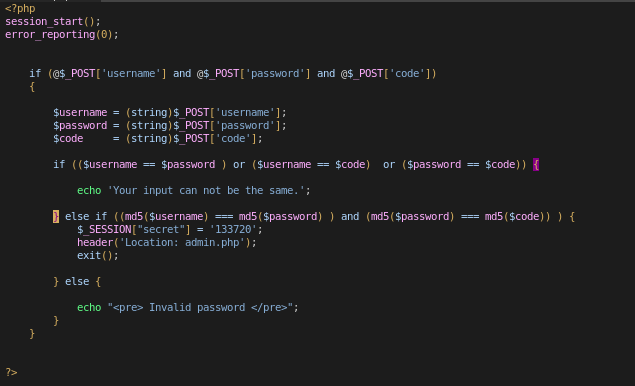 <?php
session_start();
error_reporting(0);
if (@$_POST['username'] and @$_POST['password'] and @$_POST['code'])
{
$username = (string)$_POST['username'];
$password = (string)$_POST['password'];
$code     = (string)$_POST['code'];
if (($username == $password ) or ($username == $code)  or ($password == $code)) {
echo 'Your input can not be the same.';
} else if ((md5($username) === md5($password) ) and (md5($password) === md5($code)) ) {
$_SESSION["secret"] = '133720';
header('Location: admin.php');
exit();
} else {
echo "<pre> Invalid password </pre>";
}
}
?>